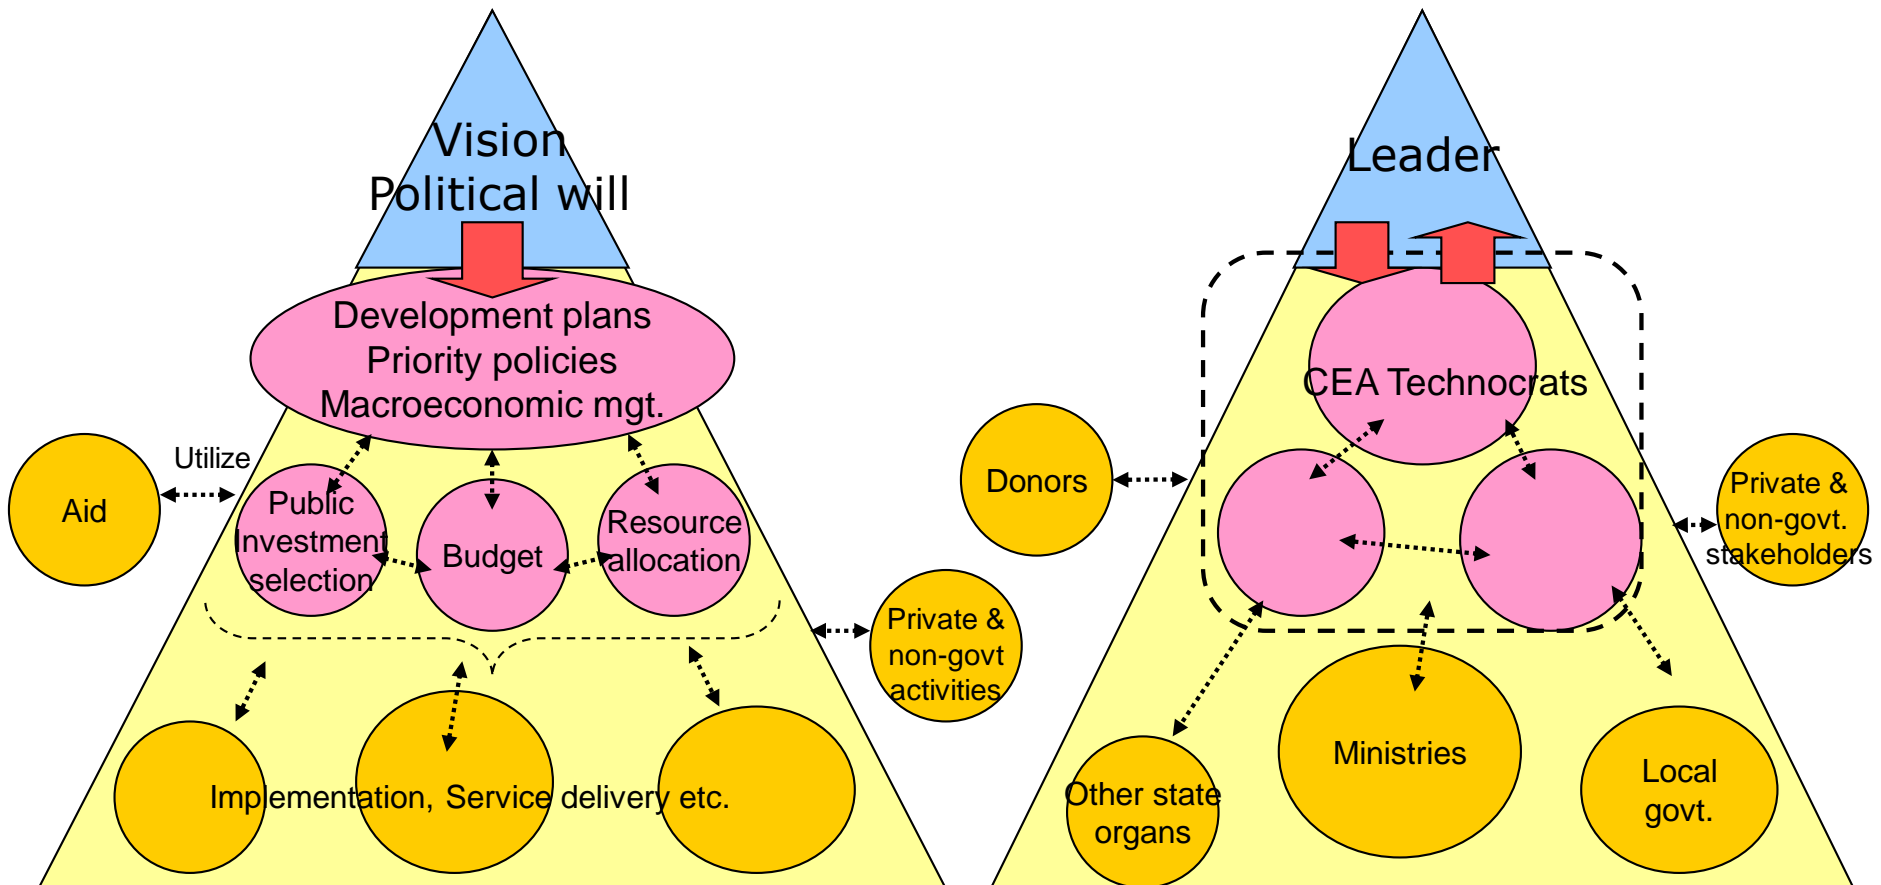 Vision
Political will
Development plans
Priority policies
Macroeconomic mgt.
Utilize
Aid
Public
Investment
selection
Budget
Resource
allocation
Private &
non-govt
activities
Implementation, Service delivery etc.
Leader
CEA Technocrats
Donors
Private &
non-govt.
stakeholders
Ministries
Other state
organs
Local
govt.